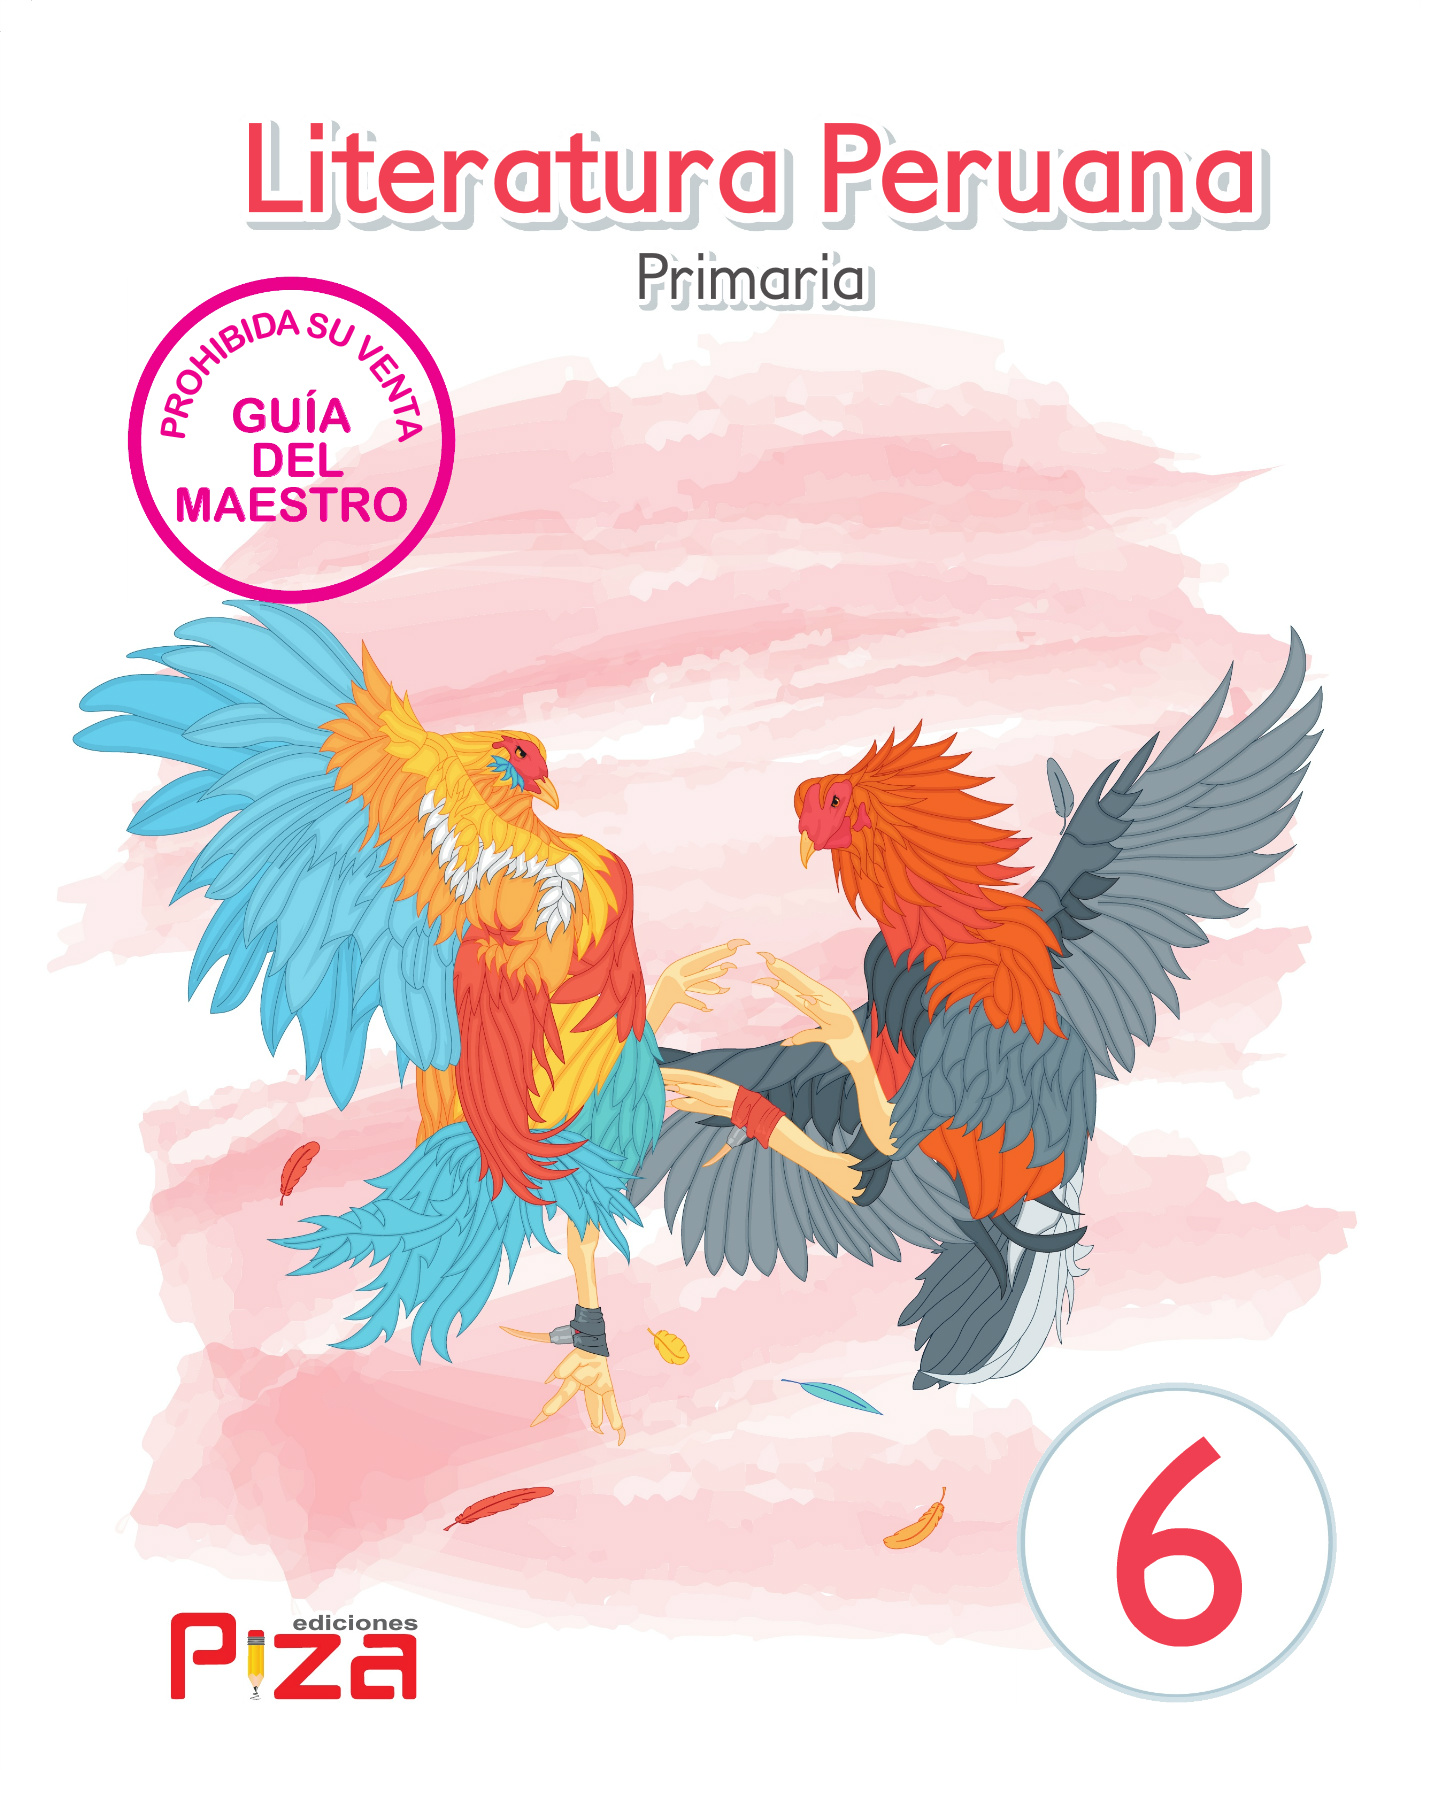 Literatura Peruana
Primaria
PROHIBIDA SU VENTA
GUÍA
DEL
MAESTRO
6
ediciones
Piza